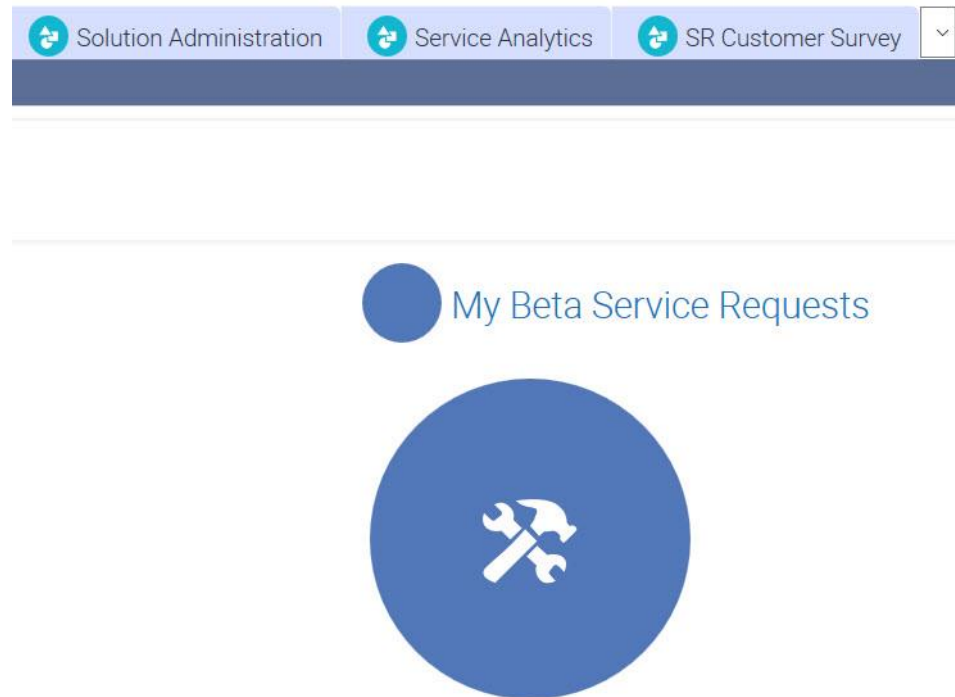 Solution Administration Service Analytics SR Customer Survey
My Beta Service Requests